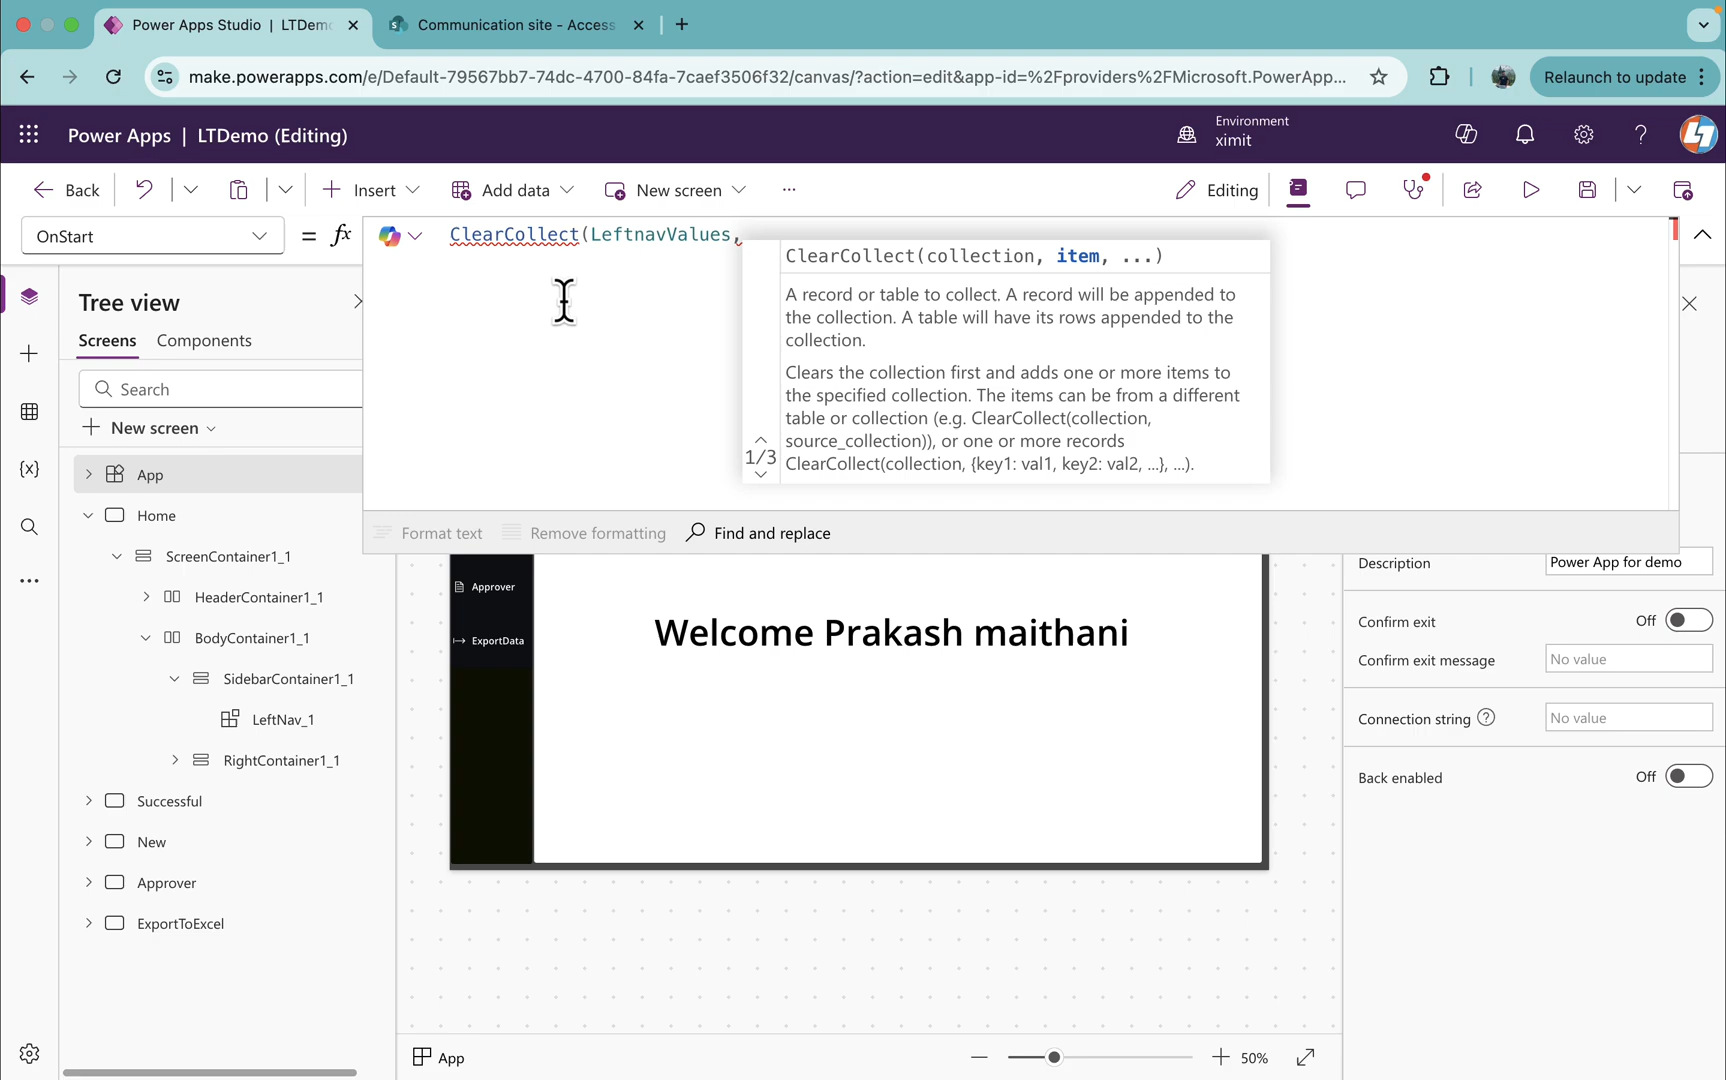 Power Apps Studio | LTDemo
Communication site - Access
make.powerapps.com/e/Default-79567bb7-74dc-4700-84fa-7caef3506f32/canvas/?action=edit&app-id=%2Fproviders%2FMicrosoft.PowerApp...
Relaunch to update
Power Apps | LTDemo (Editing)
Environment
ximit
Back
Insert
Add data
New screen
...
Editing
OnStart
=
fx
ClearCollect(LeftnavValues,
ClearCollect(collection, item, ...)
A record or table to collect. A record will be appended to
the collection. A table will have its rows appended to the
collection.
Clears the collection first and adds one or more items to
the specified collection. The items can be from a different
table or collection (e.g. ClearCollect(collection,
source_collection)), or one or more records
ClearCollect(collection, {key1: val1, key2: val2, ...}, ...).
1/3
Format text
Remove formatting
Find and replace
Tree view
Screens
Components
Search
New screen
App
Home
ScreenContainer1_1
HeaderContainer1_1
BodyContainer1_1
SidebarContainer1_1
LeftNav_1
RightContainer1_1
Successful
New
Approver
ExportToExcel
Approver
ExportData
Welcome Prakash maithani
Description
Power App for demo
Confirm exit
Off
Confirm exit message
No value
Connection string
No value
Back enabled
Off
App
50%